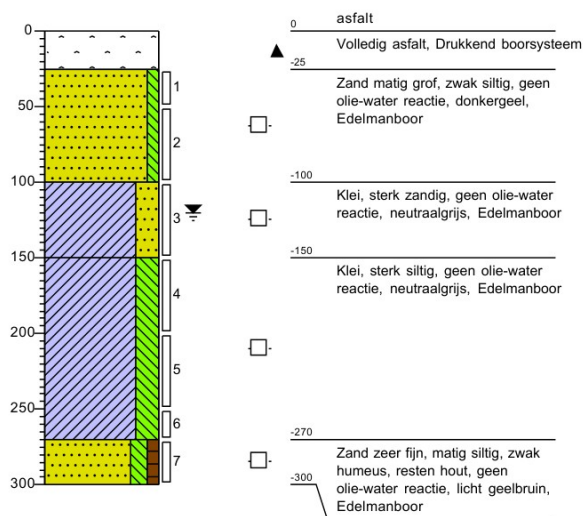 0
50
100
150
200
250
300
1
2
3
4
5
6
7
0
asfalt
Volledig asfalt, Drukkend boorsysteem
-25
Zand matig grof, zwak siltig, geen
olie-water reactie, donkergeel,
Edelmanboor
-100
Klei, sterk zandig, geen olie-water
reactie, neutraalgrijs, Edelmanboor
-150
Klei, sterk siltig, geen olie-water
reactie, neutraalgrijs, Edelmanboor
-270
Zand zeer fijn, matig siltig, zwak
humeus, resten hout, geen
olie-water reactie, licht geelbruin,
Edelmanboor
-300